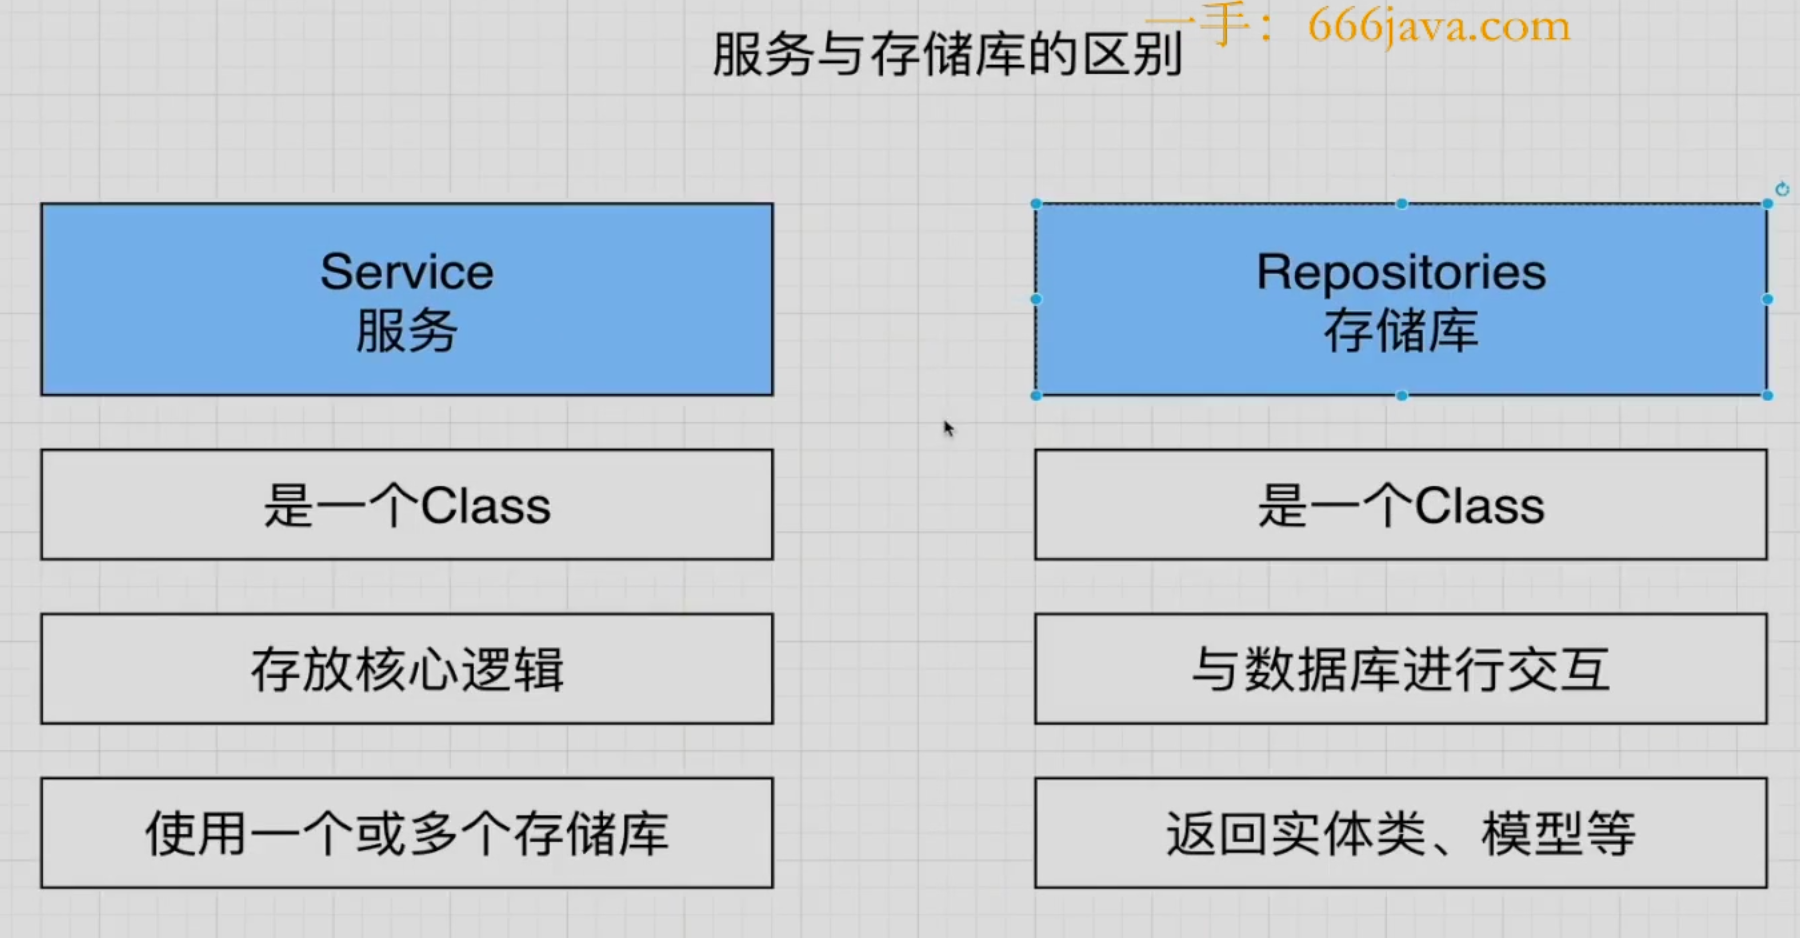 一手：666java.com
服务与存储库的区别
Service
服务
是一个Class
存放核心逻辑
使用一个或多个存储库
Repositories
存储库
是一个Class
与数据库进行交互
返回实体类、模型等